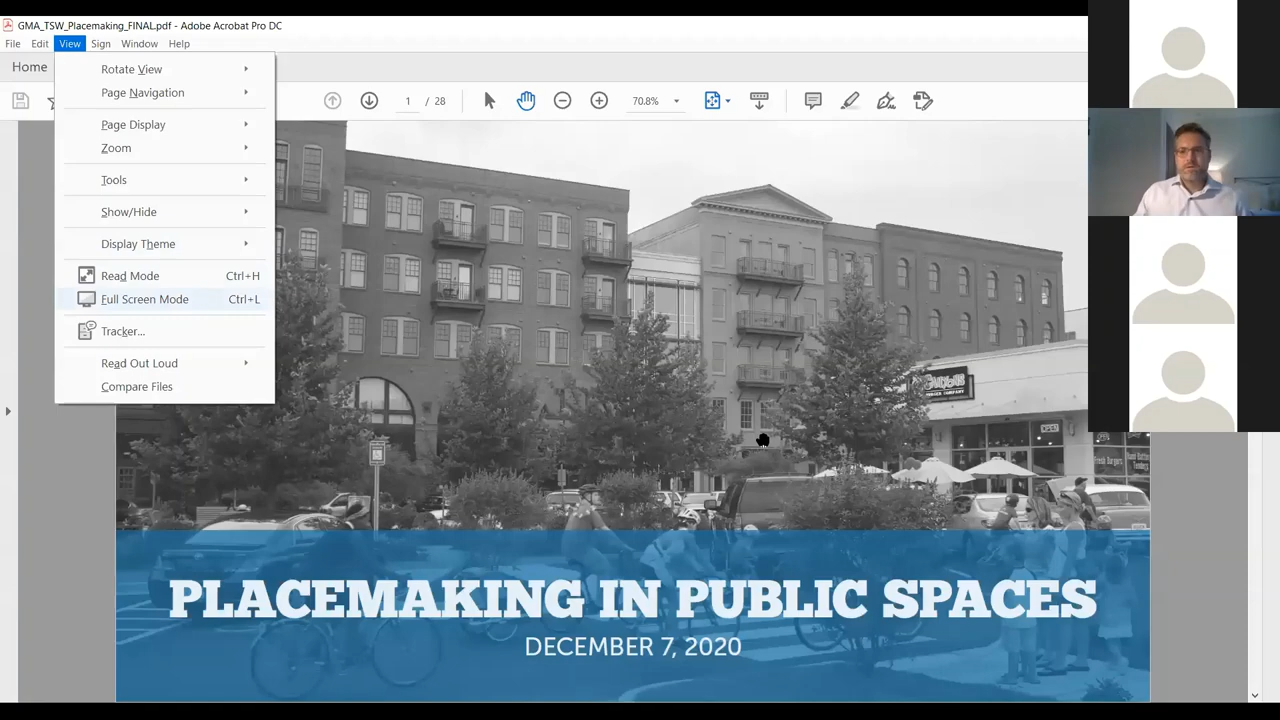 GMA_TSW_Placemaking_FINAL.pdf - Adobe Acrobat Pro DC
File Edit View Sign Window Help
Home
1 / 28
70.8%
Rotate View
Page Navigation
Page Display
Zoom
Tools
Show/Hide
Display Theme
Read Mode Ctrl+H
Full Screen Mode Ctrl+L
Tracker...
Read Out Loud
Compare Files
OPEN
PLACEMAKING IN PUBLIC SPACES
DECEMBER 7, 2020